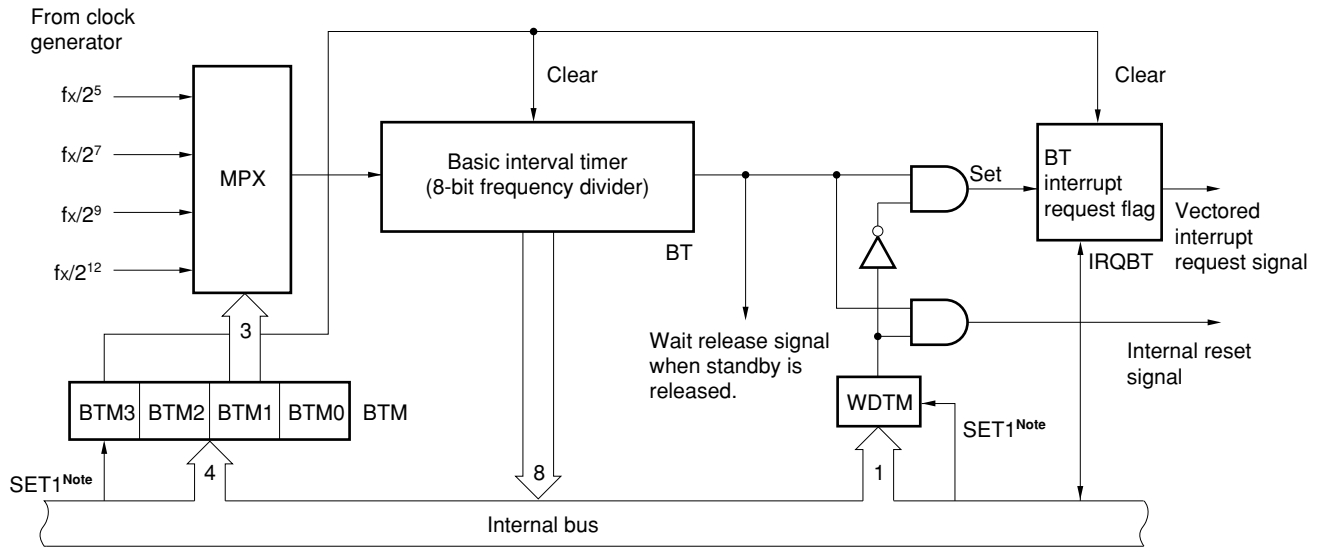 From clock
generator
fx/2⁵
fx/2⁷
fx/2⁹
fx/2¹²
MPX
Clear
Basic interval timer
(8-bit frequency divider)
BT
Clear
Set
BT
interrupt
request flag
IRQBT
Vectored
interrupt
request signal
Wait release signal
when standby is
released.
Internal reset
signal
3
BTM3 BTM2 BTM1 BTM0 BTM
WDTM
SET1Note
4
8
1
SET1Note
Internal bus